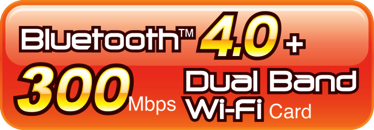 Bluetooth™ 4.0 +
300 Mbps Dual Band
Wi-Fi Card